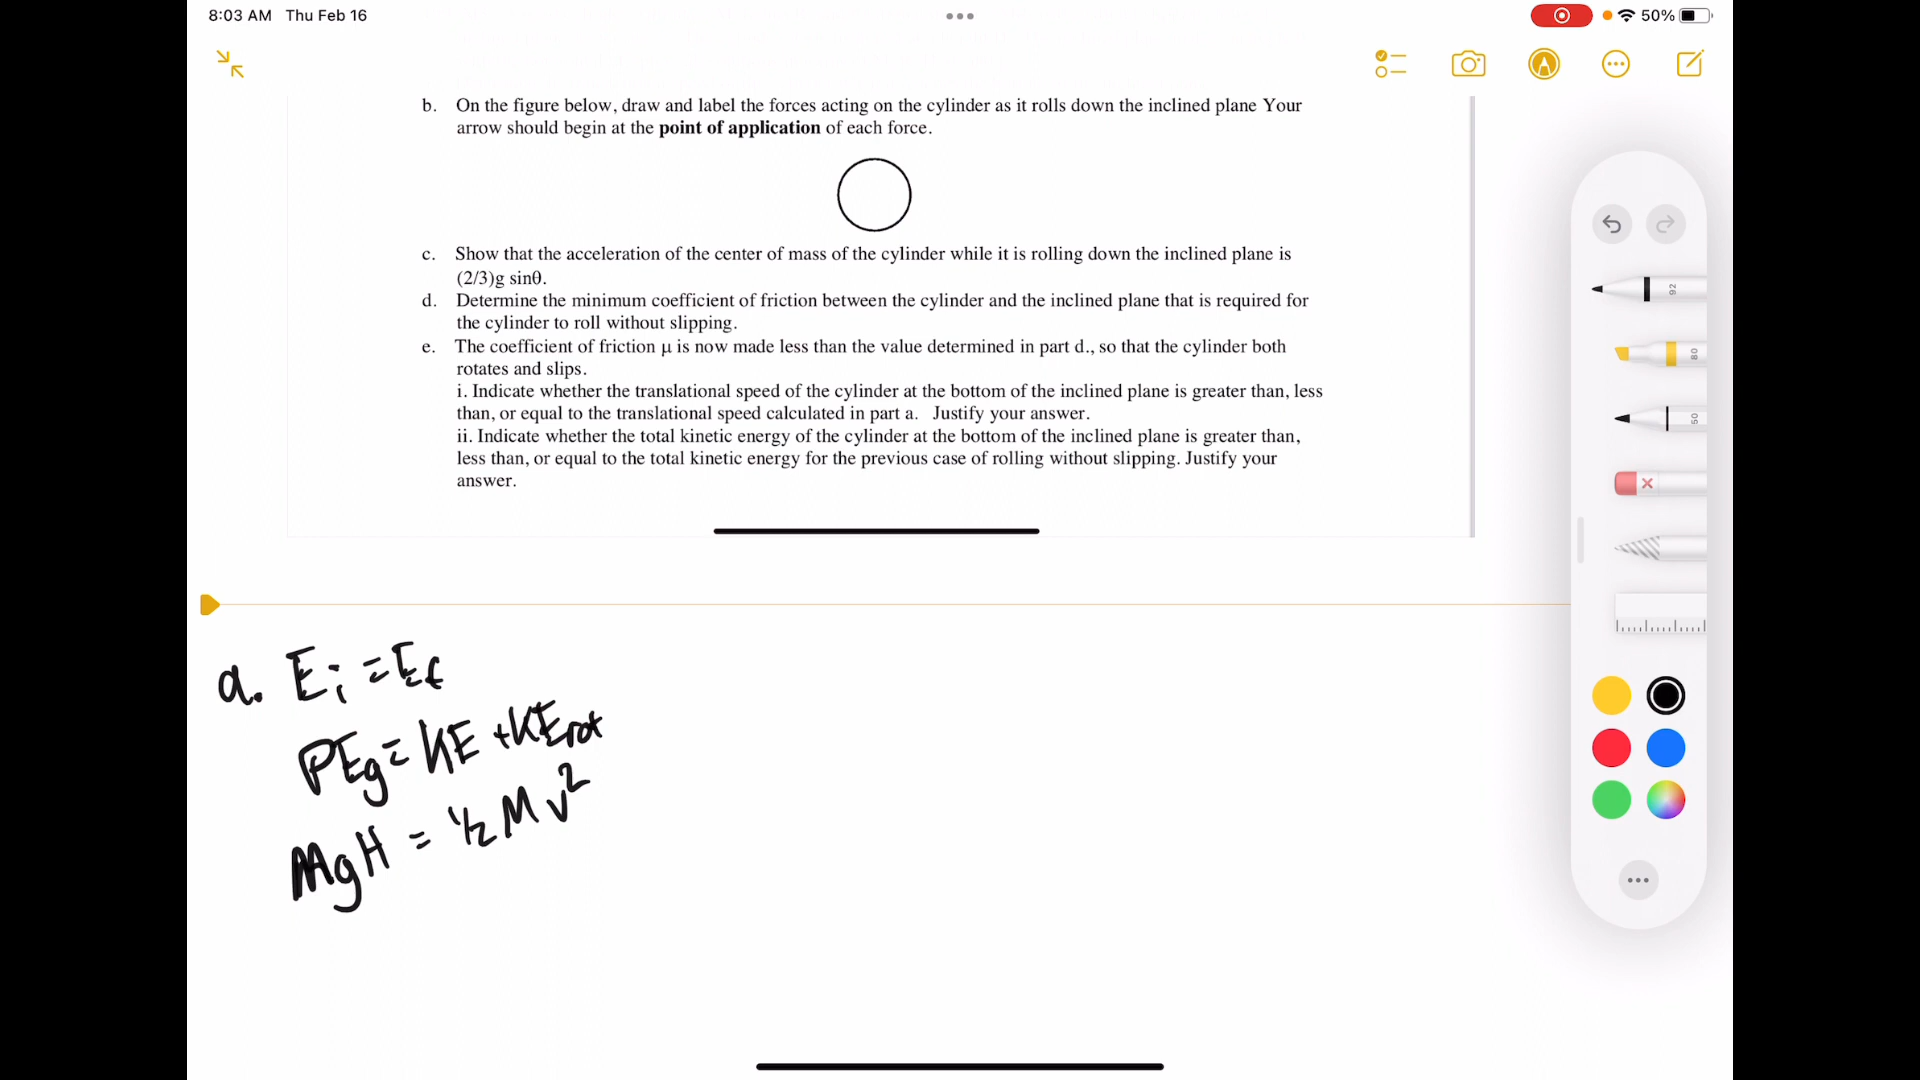 8:03 AM Thu Feb 16
50%
b. On the figure below, draw and label the forces acting on the cylinder as it rolls down the inclined plane Your
arrow should begin at the point of application of each force.
c. Show that the acceleration of the center of mass of the cylinder while it is rolling down the inclined plane is
(2/3)g sinθ.
d. Determine the minimum coefficient of friction between the cylinder and the inclined plane that is required for
the cylinder to roll without slipping.
e. The coefficient of friction μ is now made less than the value determined in part d., so that the cylinder both
rotates and slips.
i. Indicate whether the translational speed of the cylinder at the bottom of the inclined plane is greater than, less
than, or equal to the translational speed calculated in part a. Justify your answer.
ii. Indicate whether the total kinetic energy of the cylinder at the bottom of the inclined plane is greater than,
less than, or equal to the total kinetic energy for the previous case of rolling without slipping. Justify your
answer.
92
80
50
a. Ei = Ef
PEg = KE + KErot
MgH = 1/2 M v²